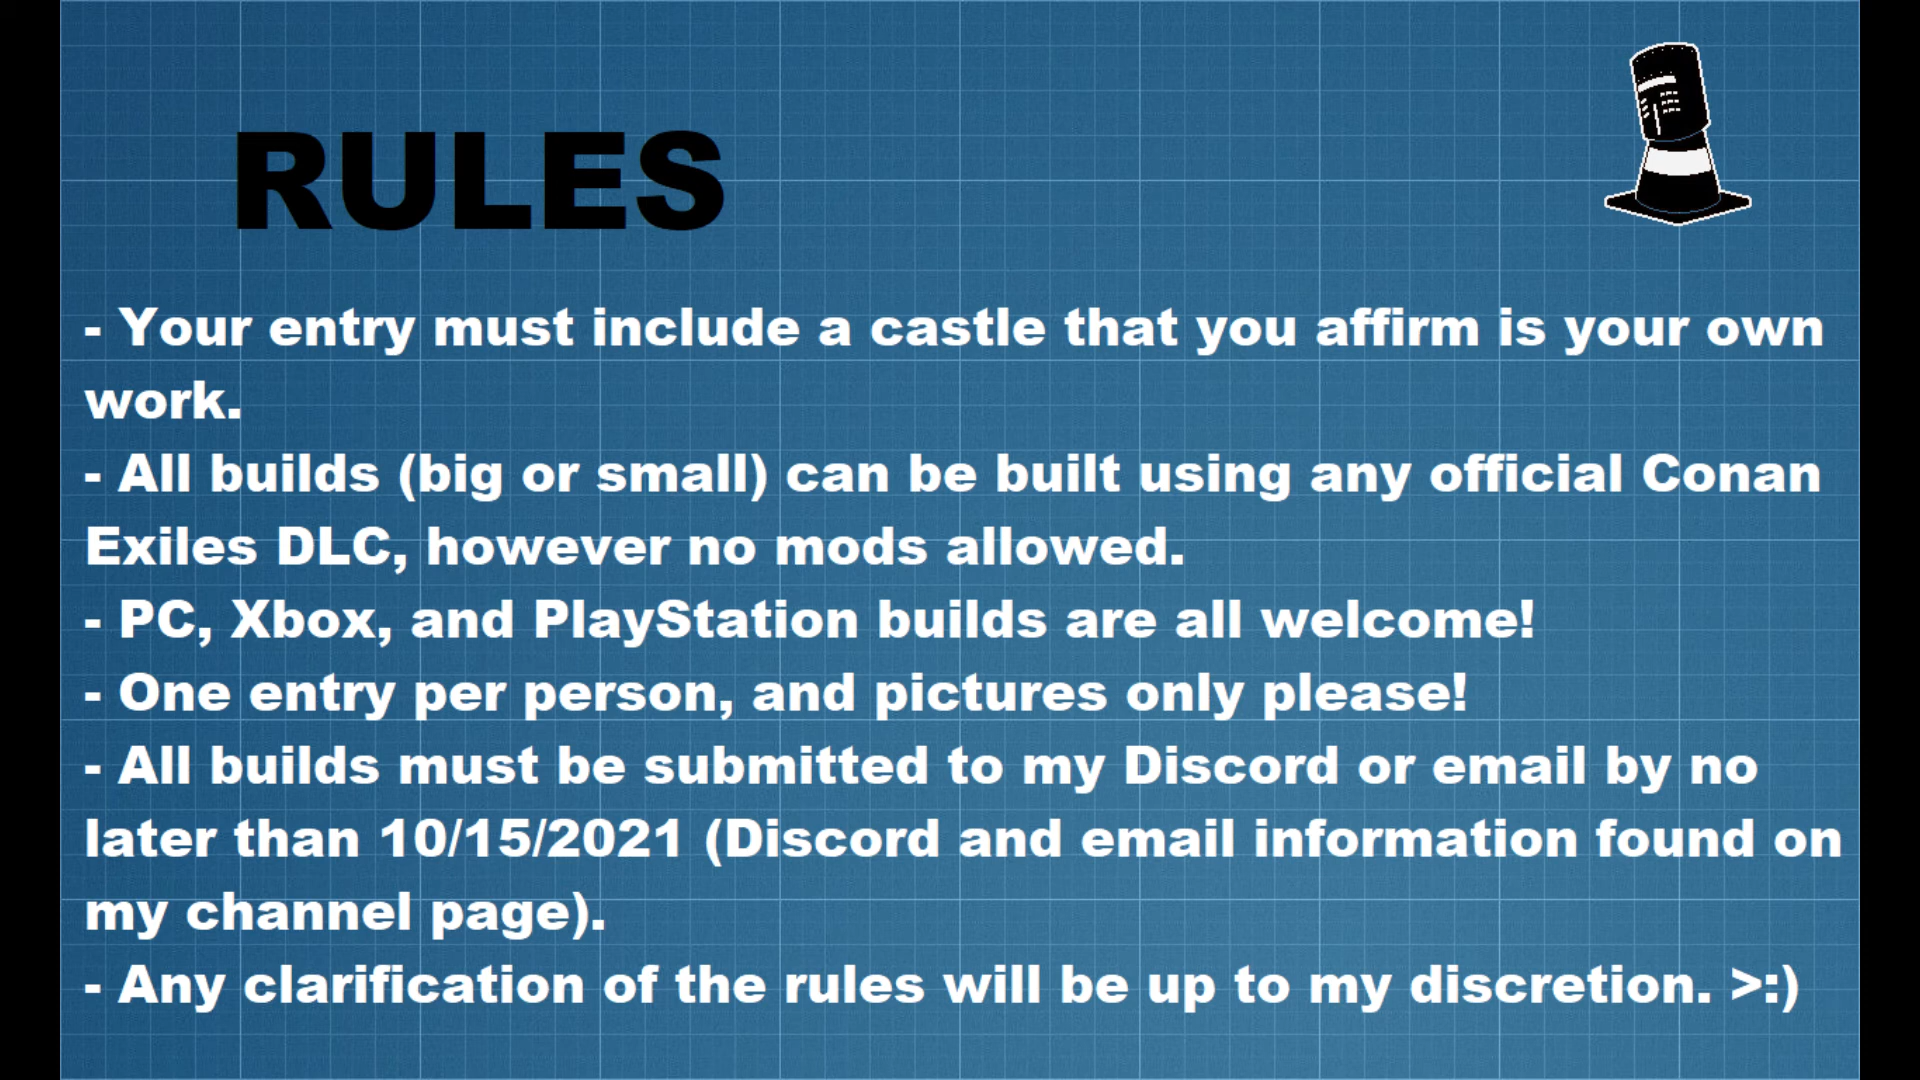 RULES
- Your entry must include a castle that you affirm is your own
work.
- All builds (big or small) can be built using any official Conan
Exiles DLC, however no mods allowed.
- PC, Xbox, and PlayStation builds are all welcome!
- One entry per person, and pictures only please!
- All builds must be submitted to my Discord or email by no
later than 10/15/2021 (Discord and email information found on
my channel page).
- Any clarification of the rules will be up to my discretion. >:)